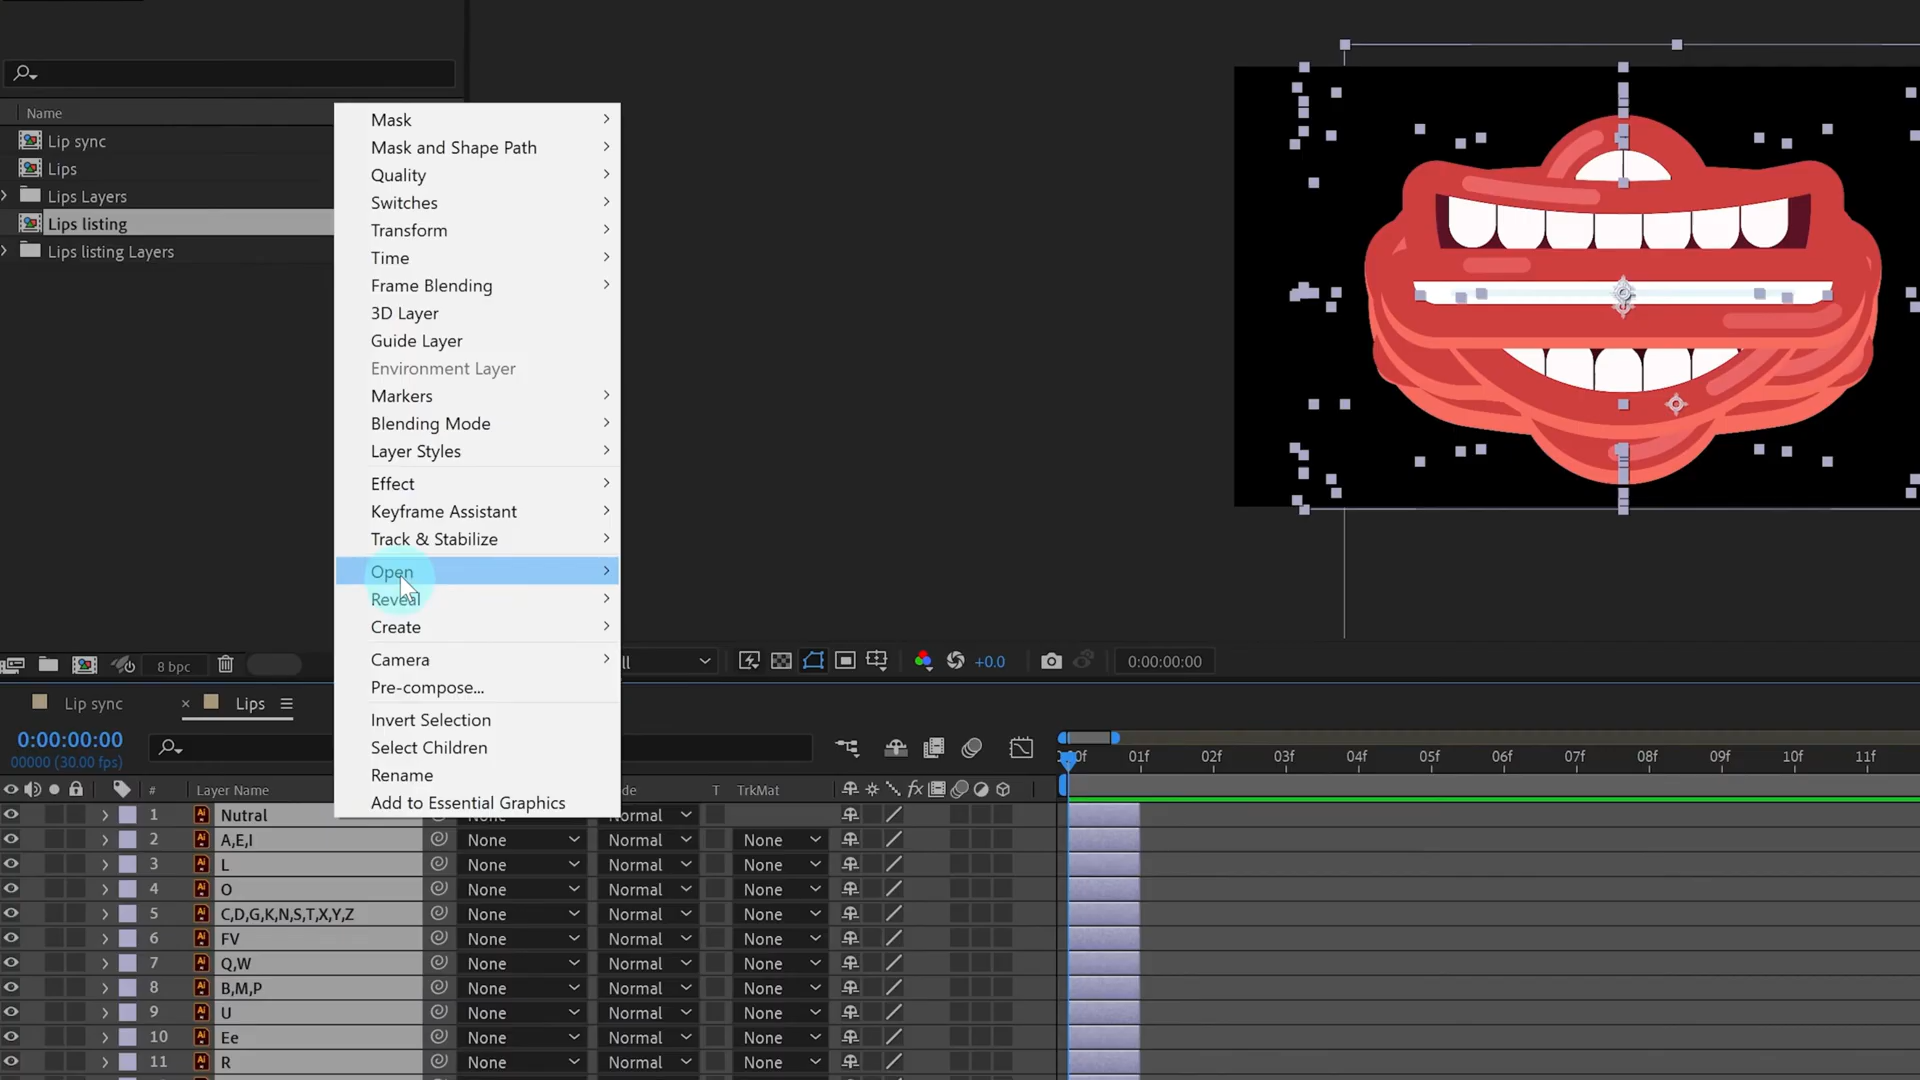 Name
Lip sync
Lips
Lips Layers
Lips listing
Lips listing Layers
Mask
Mask and Shape Path
Quality
Switches
Transform
Time
Frame Blending
3D Layer
Guide Layer
Environment Layer
Markers
Blending Mode
Layer Styles
Effect
Keyframe Assistant
Track & Stabilize
Open
Reveal
Create
Camera
Pre-compose...
Invert Selection
Select Children
Rename
Add to Essential Graphics
8 bpc
+0.0
0:00:00:00
Lip sync
× Lips
0:00:00:00
00000 (30.00 fps)
01f 02f 03f 04f 05f 06f 07f 08f 09f 10f 11f
# Layer Name T TrkMat
1 Nutral None Normal
2 A,E,I None Normal None
3 L None Normal None
4 O None Normal None
5 C,D,G,K,N,S,T,X,Y,Z None Normal None
6 FV None Normal None
7 Q,W None Normal None
8 B,M,P None Normal None
9 U None Normal None
10 Ee None Normal None
11 R None Normal None